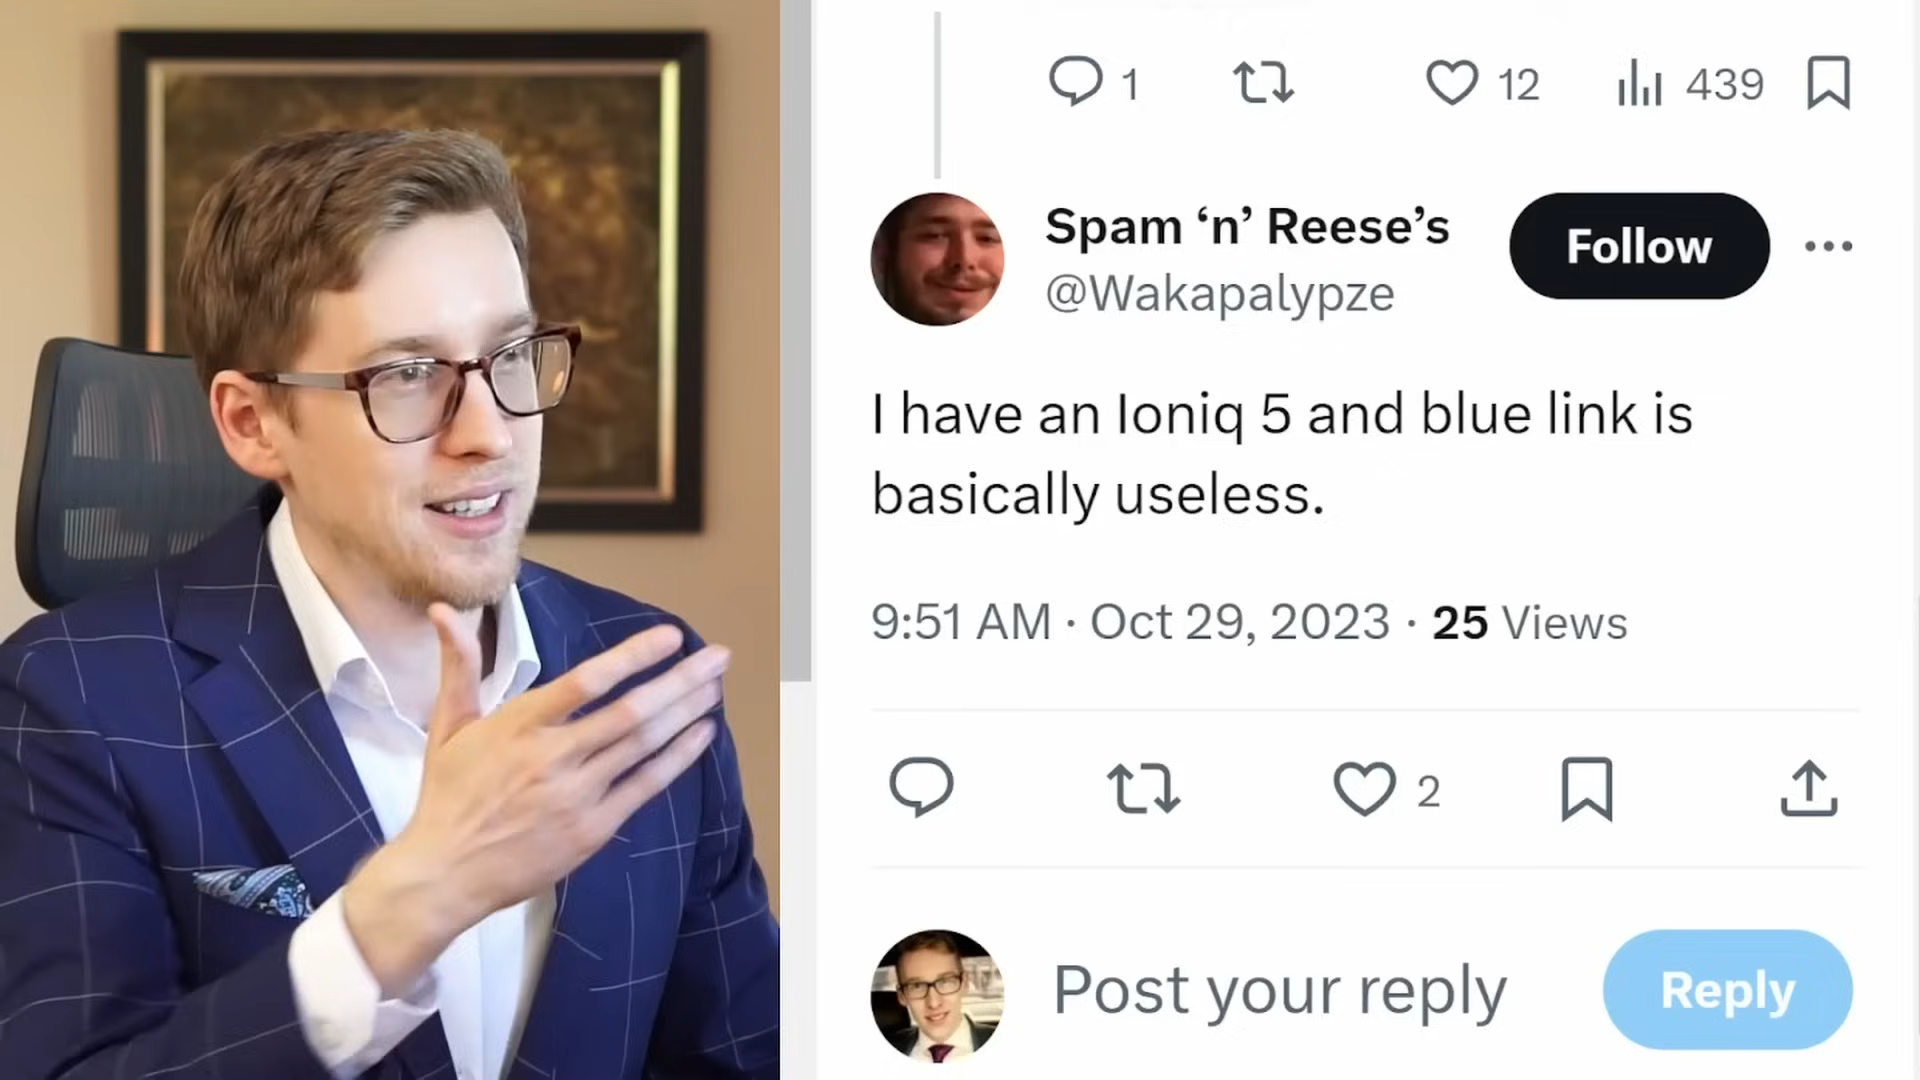 1 12 439
Spam ‘n’ Reese’s
Follow
@Wakapalypze
I have an Ioniq 5 and blue link is
basically useless.
9:51 AM · Oct 29, 2023 · 25 Views
2
Post your reply
Reply